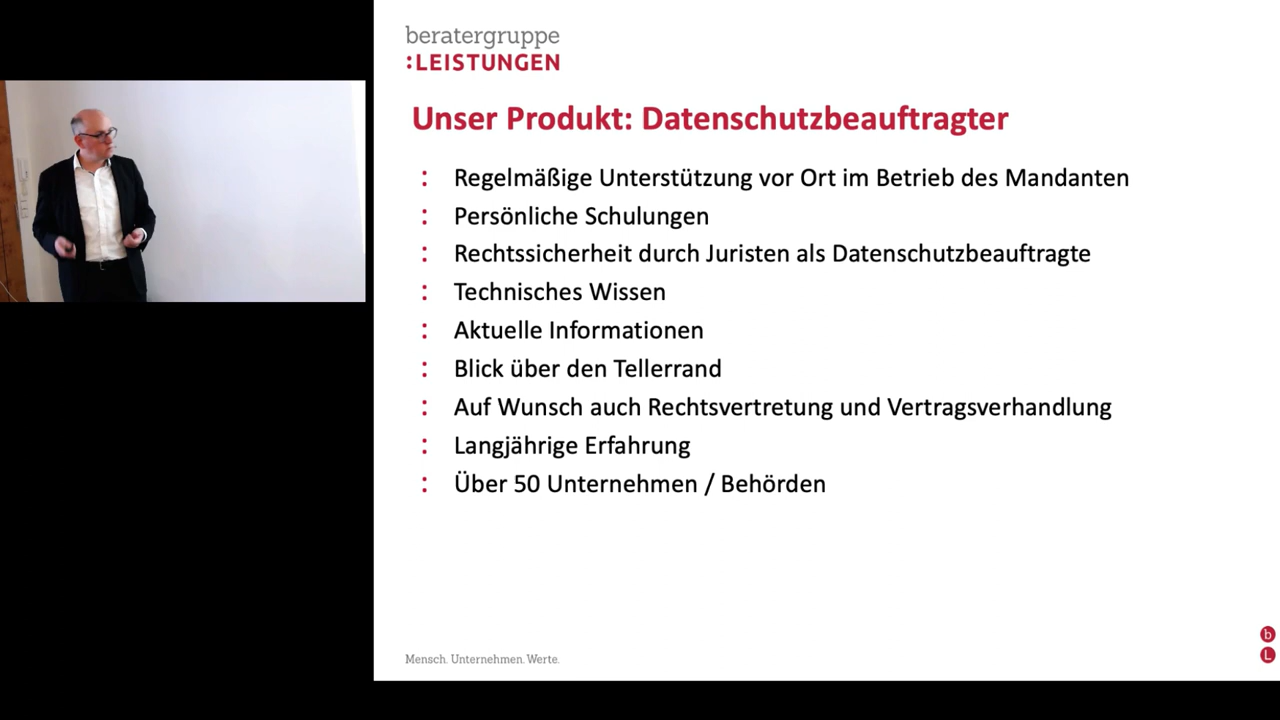 beratergruppe
:LEISTUNGEN
Unser Produkt: Datenschutzbeauftragter
: Regelmäßige Unterstützung vor Ort im Betrieb des Mandanten
: Persönliche Schulungen
: Rechtssicherheit durch Juristen als Datenschutzbeauftragte
: Technisches Wissen
: Aktuelle Informationen
: Blick über den Tellerrand
: Auf Wunsch auch Rechtsvertretung und Vertragsverhandlung
: Langjährige Erfahrung
: Über 50 Unternehmen / Behörden
Mensch. Unternehmen. Werte.
b
L